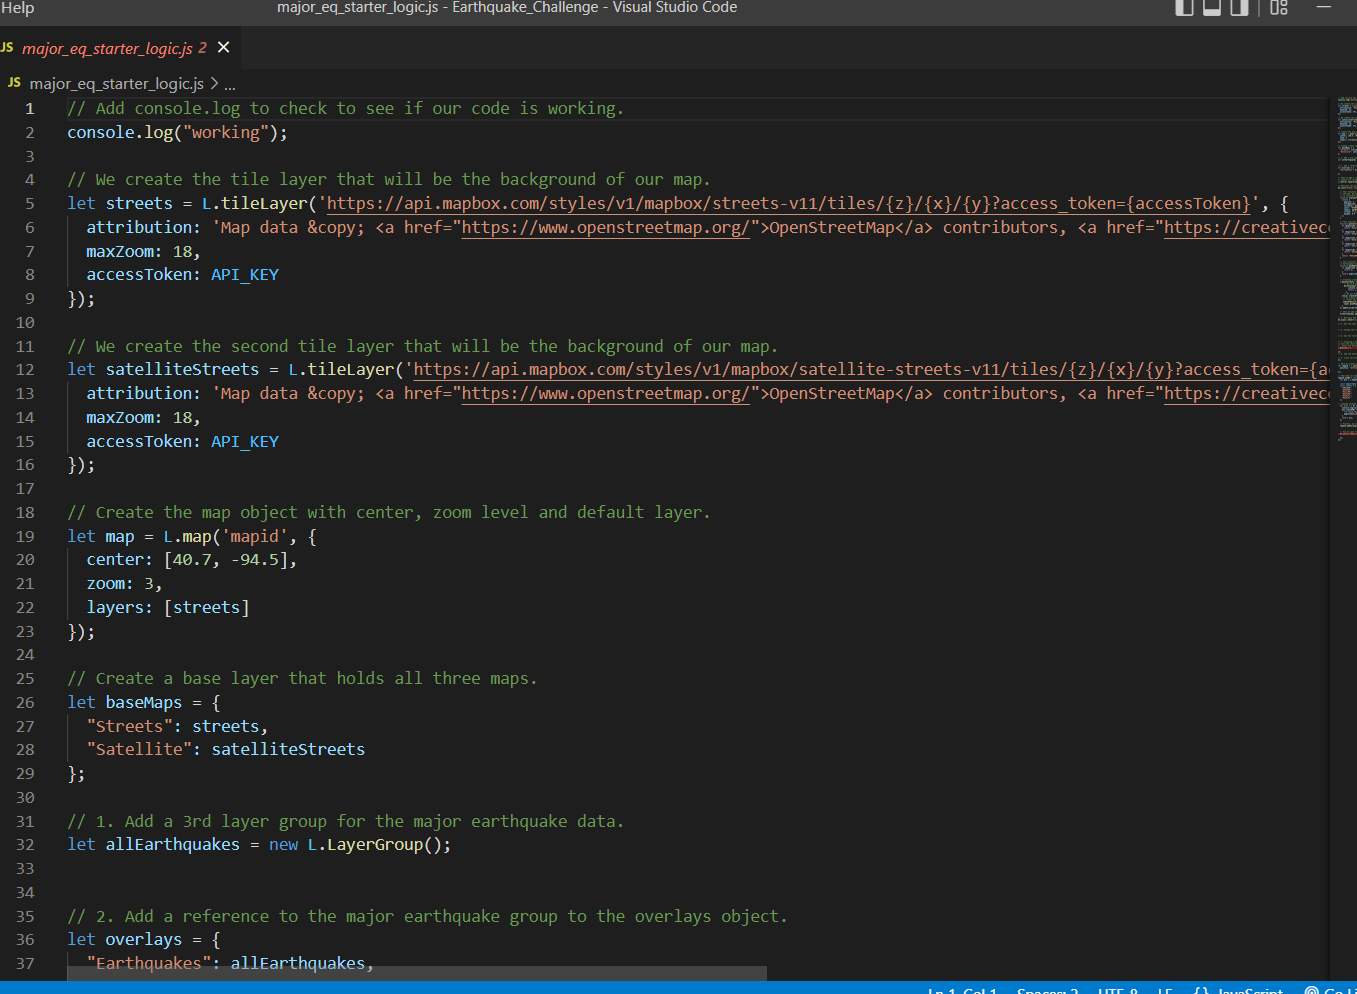 Help
major_eq_starter_logic.js - Earthquake_Challenge - Visual Studio Code
JS major_eq_starter_logic.js 2
JS major_eq_starter_logic.js > ...
1 // Add console.log to check to see if our code is working.
2 console.log("working");
3
4 // We create the tile layer that will be the background of our map.
5 let streets = L.tileLayer('https://api.mapbox.com/styles/v1/mapbox/streets-v11/tiles/{z}/{x}/{y}?access_token={accessToken}', {
6 attribution: 'Map data &copy; <a href="https://www.openstreetmap.org/">OpenStreetMap</a> contributors, <a href="https://creativec
7 maxZoom: 18,
8 accessToken: API_KEY
9 });
10
11 // We create the second tile layer that will be the background of our map.
12 let satelliteStreets = L.tileLayer('https://api.mapbox.com/styles/v1/mapbox/satellite-streets-v11/tiles/{z}/{x}/{y}?access_token={a
13 attribution: 'Map data &copy; <a href="https://www.openstreetmap.org/">OpenStreetMap</a> contributors, <a href="https://creativec
14 maxZoom: 18,
15 accessToken: API_KEY
16 });
17
18 // Create the map object with center, zoom level and default layer.
19 let map = L.map('mapid', {
20 center: [40.7, -94.5],
21 zoom: 3,
22 layers: [streets]
23 });
24
25 // Create a base layer that holds all three maps.
26 let baseMaps = {
27 "Streets": streets,
28 "Satellite": satelliteStreets
29 };
30
31 // 1. Add a 3rd layer group for the major earthquake data.
32 let allEarthquakes = new L.LayerGroup();
33
34
35 // 2. Add a reference to the major earthquake group to the overlays object.
36 let overlays = {
37 "Earthquakes": allEarthquakes,
Ln 1, Col 1 Spaces: 2 UTF-8 LF {} JavaScript Go Li